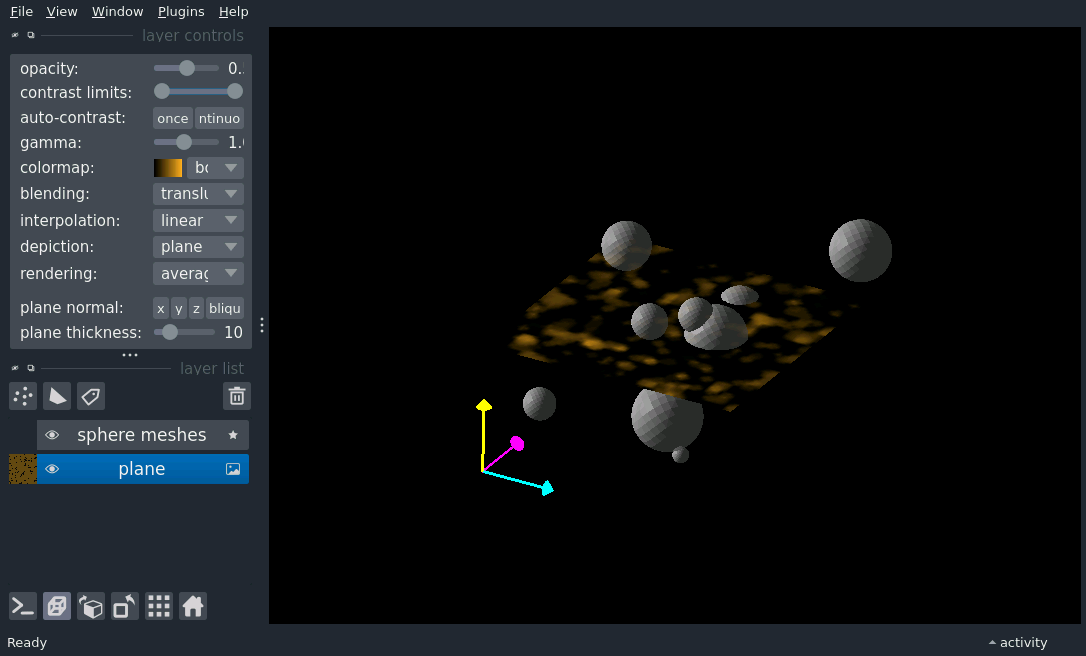 File View Window Plugins Help
layer controls
opacity: 0.
contrast limits:
auto-contrast: once ntinuo
gamma: 1.
colormap: bo
blending: translu
interpolation: linear
depiction: plane
rendering: averag
plane normal: x y z bliqu
plane thickness: 10
layer list
sphere meshes
plane
Ready
activity